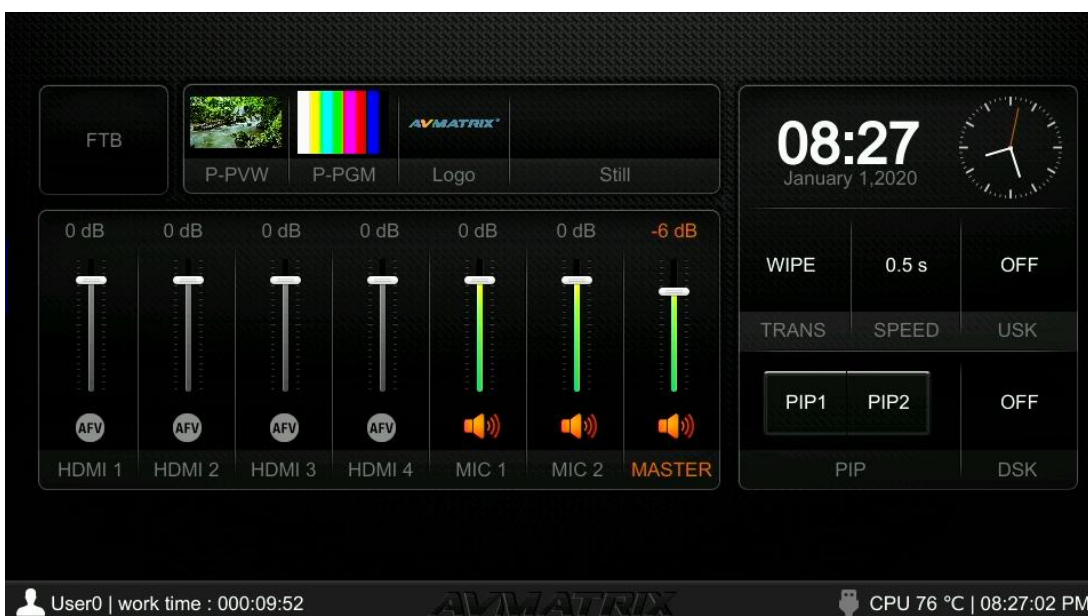 FTB
AVMATRIX®
P-PVW P-PGM Logo Still
08:27
January 1,2020
0 dB 0 dB 0 dB 0 dB 0 dB 0 dB -6 dB
WIPE 0.5 s OFF
TRANS SPEED USK
PIP1 PIP2 OFF
AFV AFV AFV AFV
HDMI 1 HDMI 2 HDMI 3 HDMI 4 MIC 1 MIC 2 MASTER
PIP DSK
User0 | work time : 000:09:52
AVMATRIX
CPU 76 ℃ | 08:27:02 PM